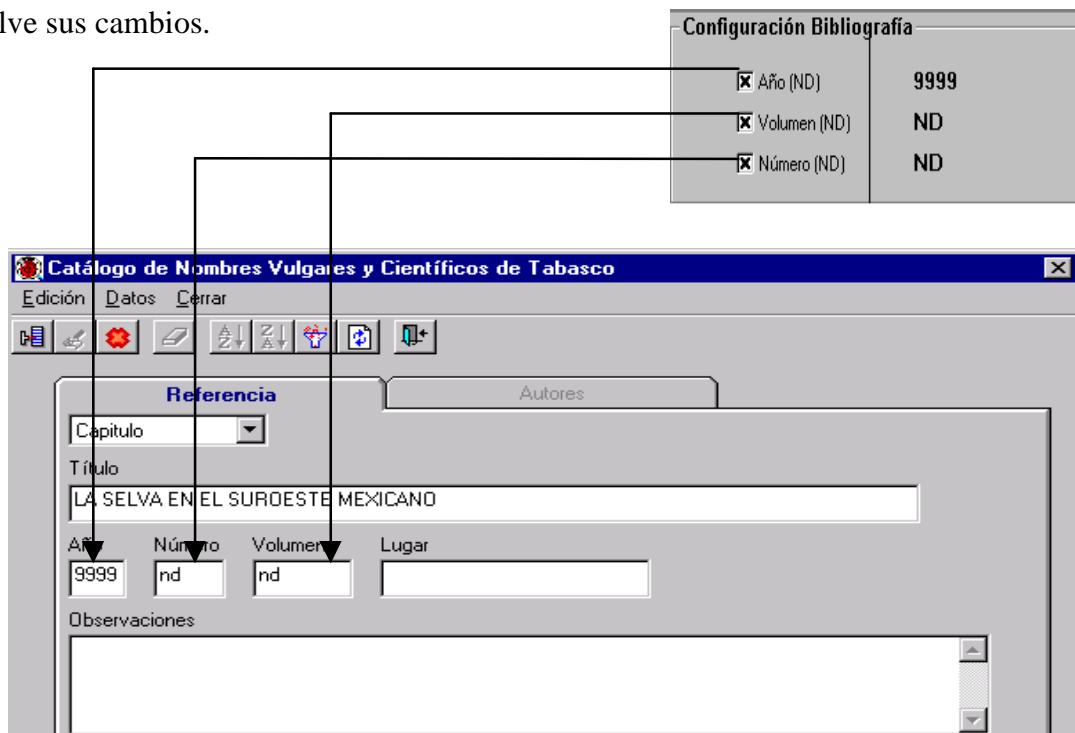 lve sus cambios.
Configuración Bibliografía
Año (ND) 9999
Volumen (ND) ND
Número (ND) ND
Catálogo de Nombres Vulgares y Científicos de Tabasco
Edición Datos Cerrar
Referencia Autores
Capitulo
Título
LA SELVA EN EL SUROESTE MEXICANO
Año Número Volumen Lugar
9999 nd nd
Observaciones